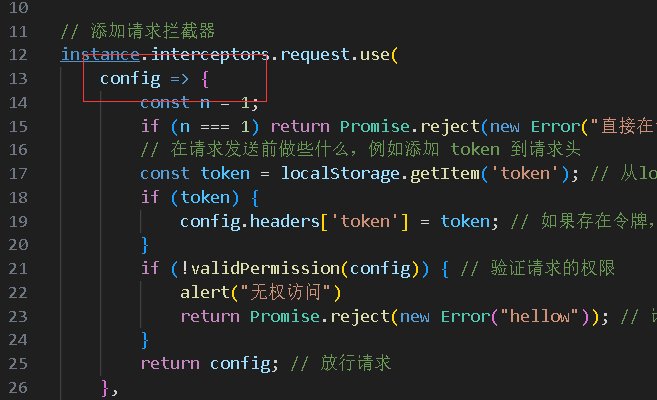 10
11 // 添加请求拦截器
12 instance.interceptors.request.use(
13 config => {
14 const n = 1;
15 if (n === 1) return Promise.reject(new Error("直接在
16 // 在请求发送前做些什么，例如添加 token 到请求头
17 const token = localStorage.getItem('token'); // 从lo
18 if (token) {
19 config.headers['token'] = token; // 如果存在令牌，
20 }
21 if (!validPermission(config)) { // 验证请求的权限
22 alert("无权访问")
23 return Promise.reject(new Error("hellow")); //
24 }
25 return config; // 放行请求
26 },